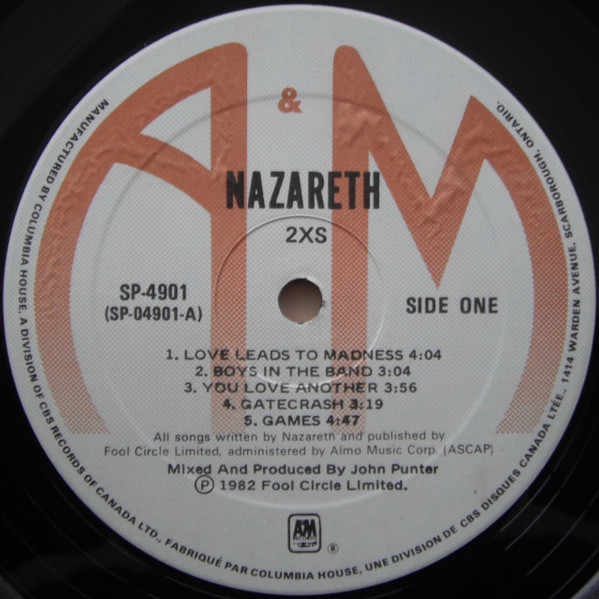 A&M
NAZARETH
2XS
SP-4901
(SP-04901-A)
SIDE ONE
1. LOVE LEADS TO MADNESS 4:04
2. BOYS IN THE BAND 3:04
3. YOU LOVE ANOTHER 3:56
4. GATECRASH 3:19
5. GAMES 4:47
All songs written by Nazareth and published by
Fool Circle Limited, administered by Almo Music Corp. (ASCAP)
Mixed And Produced By John Punter
Ⓟ 1982 Fool Circle Limited.
A&M
®
MANUFACTURED BY COLUMBIA HOUSE, A DIVISION OF CBS RECORDS OF CANADA LTD., FABRIQUÉ PAR COLUMBIA HOUSE, UNE DIVISION DE CBS DISQUES CANADA LTÉE., 1414 WARDEN AVENUE, SCARBOROUGH, ONTARIO.